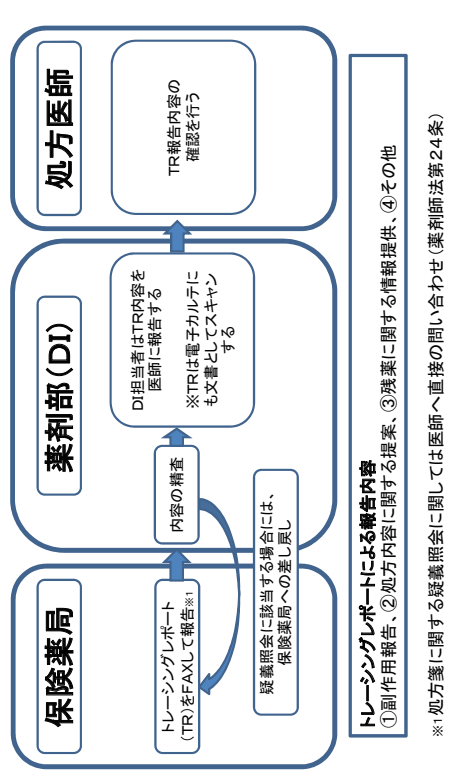 保険薬局
トレーシングレポート
(TR)をFAXして報告※1
薬剤部(DI)
内容の精査
DI担当者はTR内容を
医師に報告する
※TRは電子カルテに
も文書としてスキャン
する
疑義照会に該当する場合には、
保険薬局への差し戻し
処方医師
TR報告内容の
確認を行う
トレーシングレポートによる報告内容
①副作用報告、②処方内容に関する提案、③残薬に関する情報提供、④その他
※1処方箋に関する疑義照会に関しては医師へ直接の問い合わせ(薬剤師法第24条)